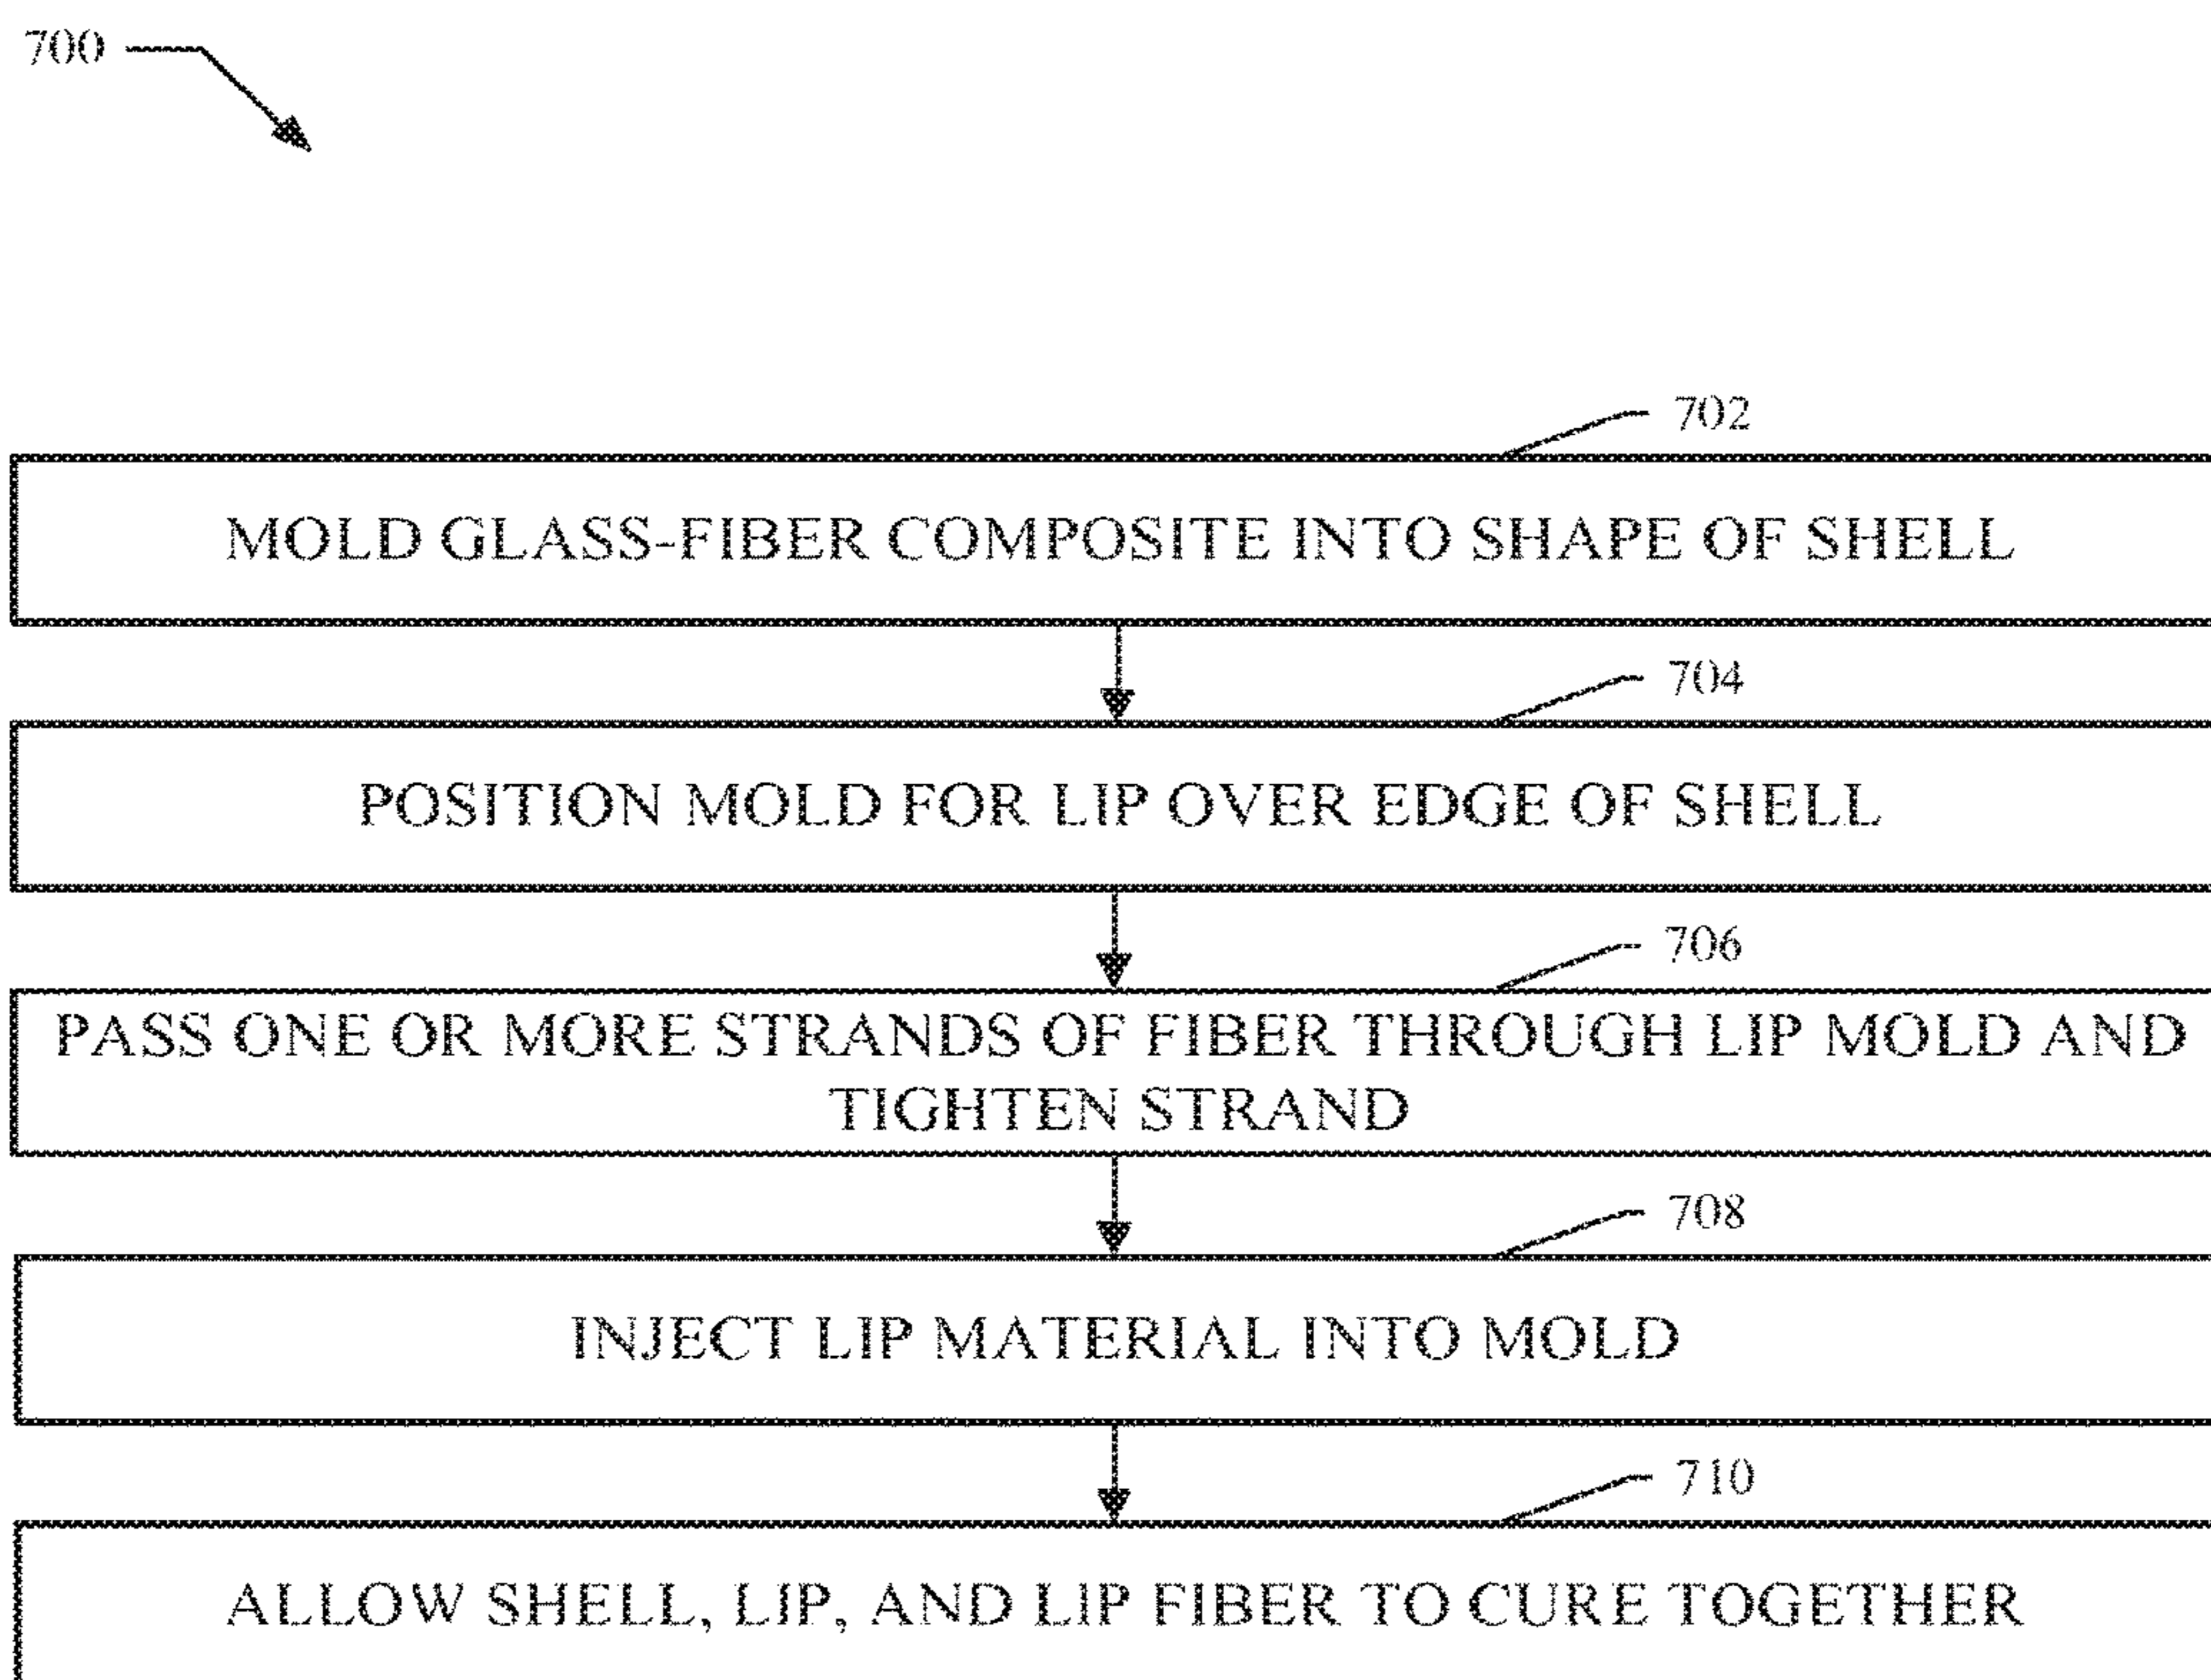 700
702
MOLD GLASS-FIBER COMPOSITE INTO SHAPE OF SHELL
704
POSITION MOLD FOR LIP OVER EDGE OF SHELL
706
PASS ONE OR MORE STRANDS OF FIBER THROUGH LIP MOLD AND
TIGHTEN STRAND
708
INJECT LIP MATERIAL INTO MOLD
710
ALLOW SHELL, LIP, AND LIP FIBER TO CURE TOGETHER